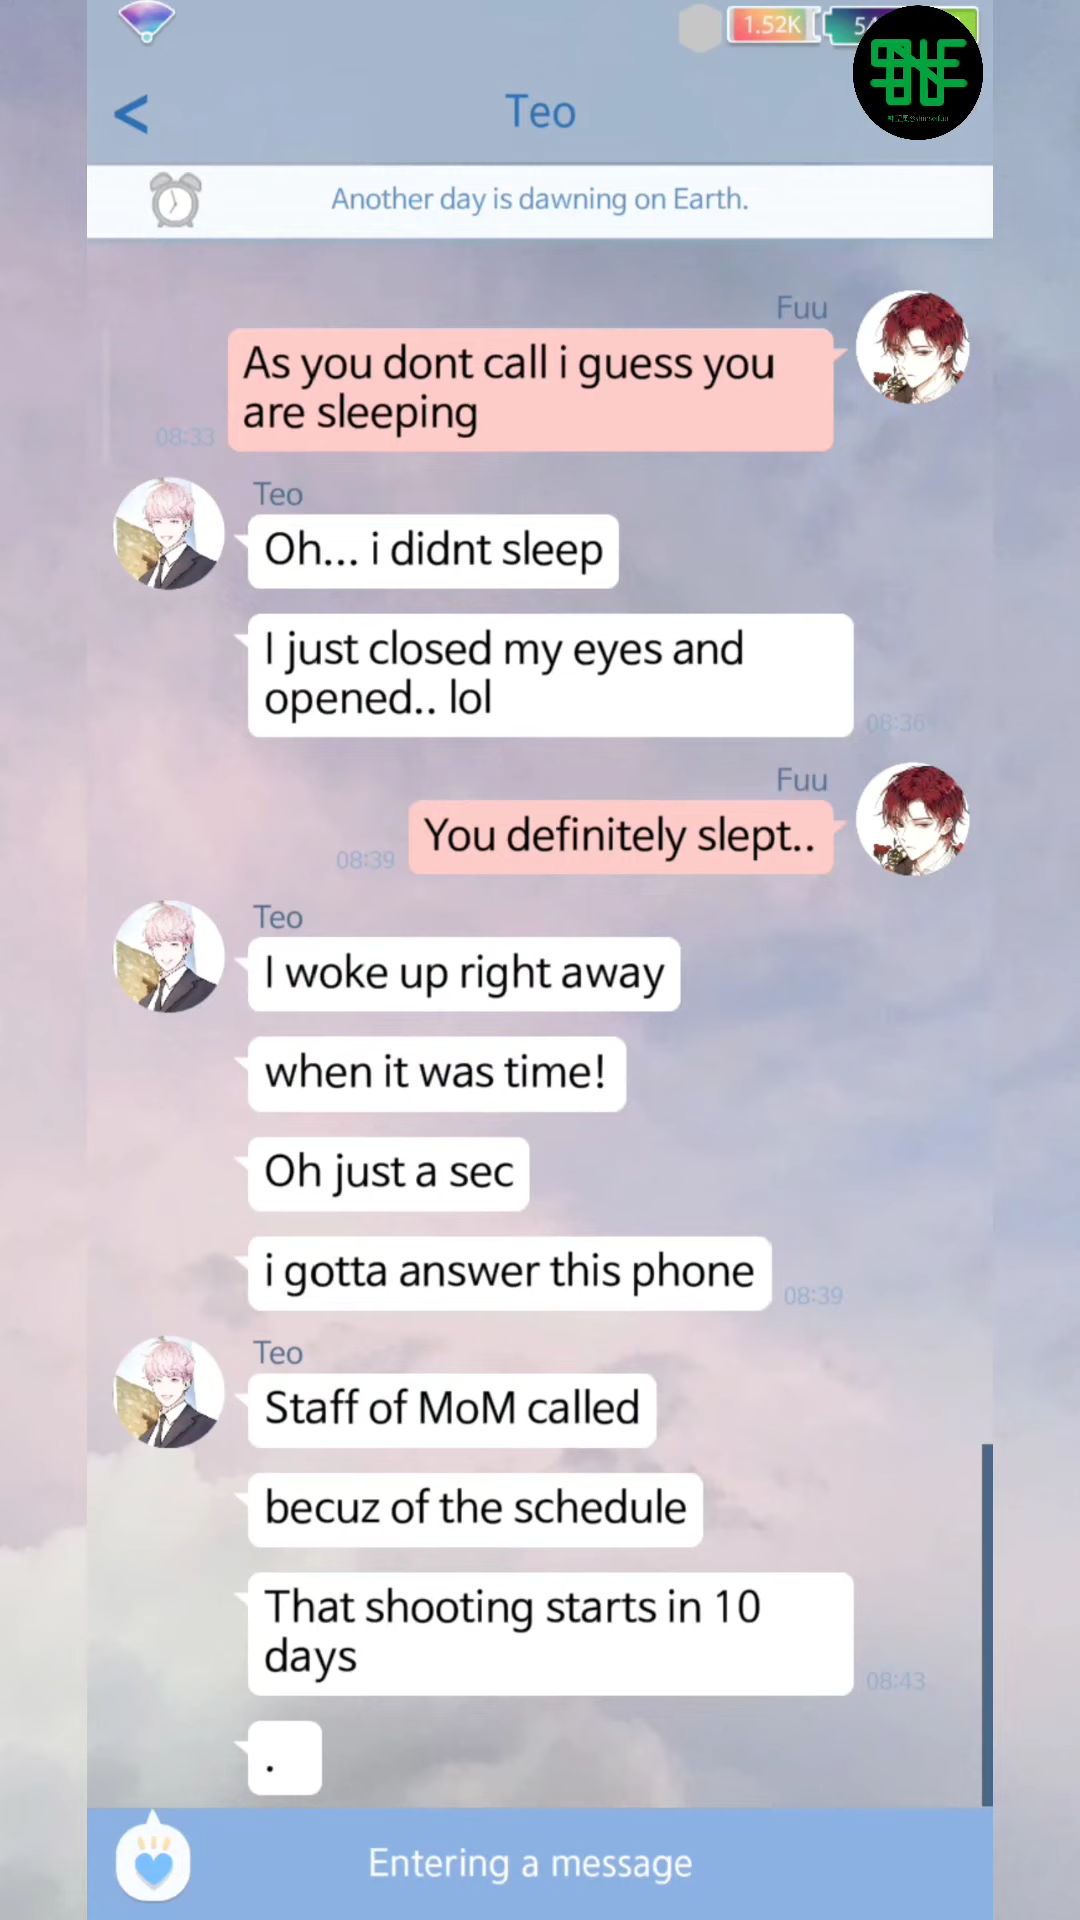 1.52K
<
Teo
Another day is dawning on Earth.
Fuu
As you dont call i guess you
are sleeping
08:33
Teo
Oh... i didnt sleep
I just closed my eyes and
opened.. lol
08:36
Fuu
You definitely slept..
08:39
Teo
I woke up right away
when it was time!
Oh just a sec
i gotta answer this phone
08:39
Teo
Staff of MoM called
becuz of the schedule
That shooting starts in 10
days
08:43
.
Entering a message